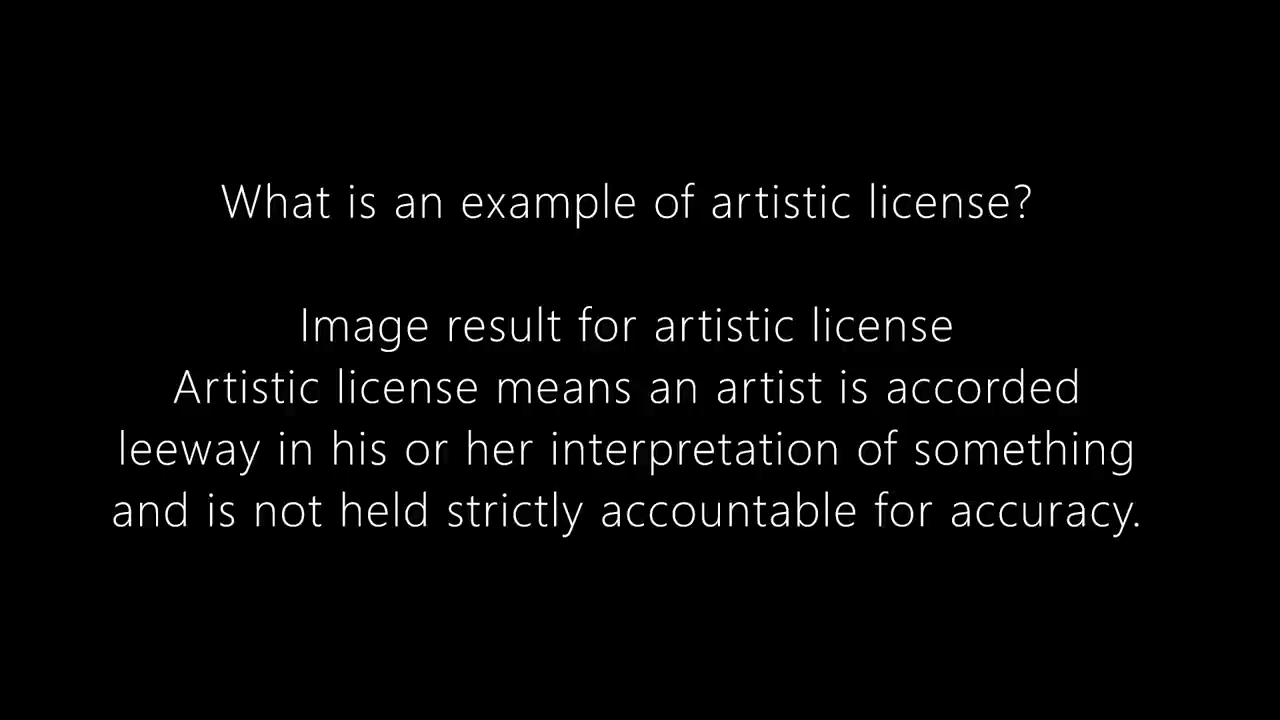 What is an example of artistic license?
Image result for artistic license
Artistic license means an artist is accorded
leeway in his or her interpretation of something
and is not held strictly accountable for accuracy.